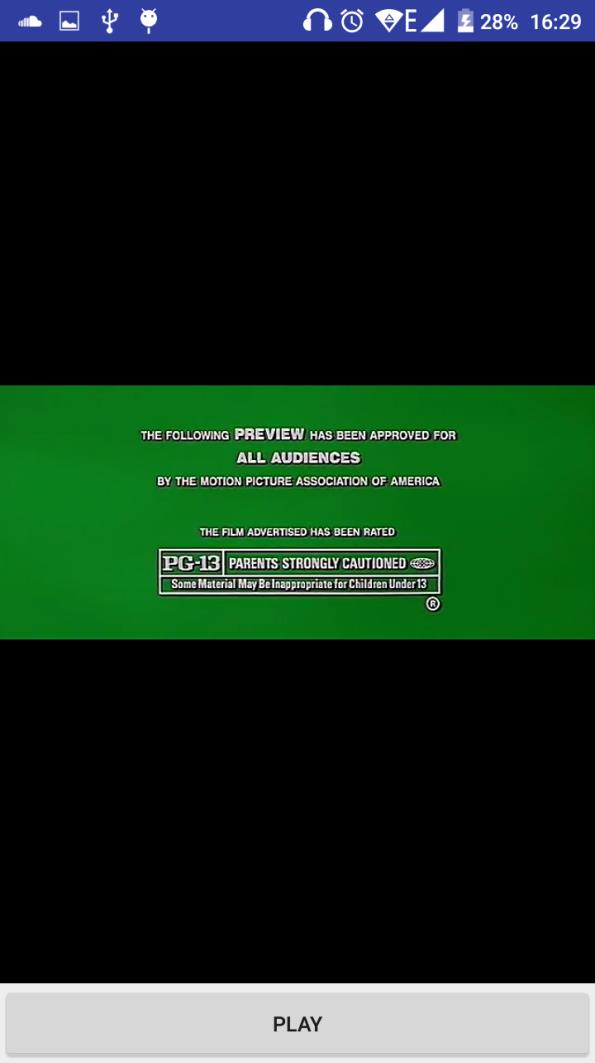 E 28% 16:29
THE FOLLOWING PREVIEW HAS BEEN APPROVED FOR
ALL AUDIENCES
BY THE MOTION PICTURE ASSOCIATION OF AMERICA
THE FILM ADVERTISED HAS BEEN RATED
PG-13 PARENTS STRONGLY CAUTIONED
Some Material May Be Inappropriate for Children Under 13
®
PLAY